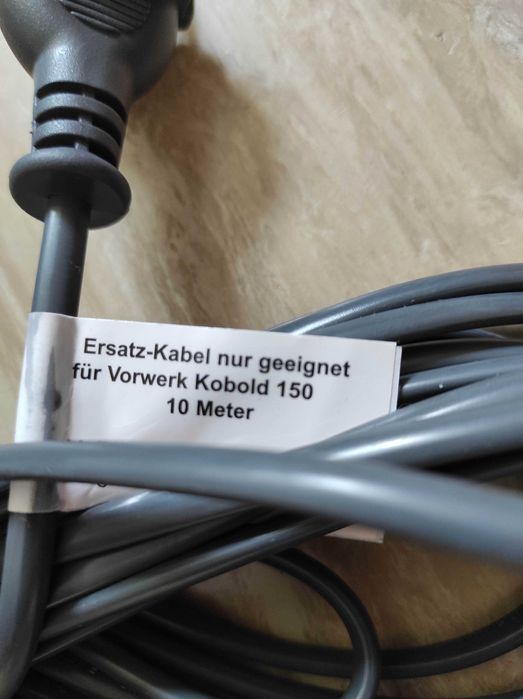 Ersatz-Kabel nur geeignet
für Vorwerk Kobold 150
10 Meter